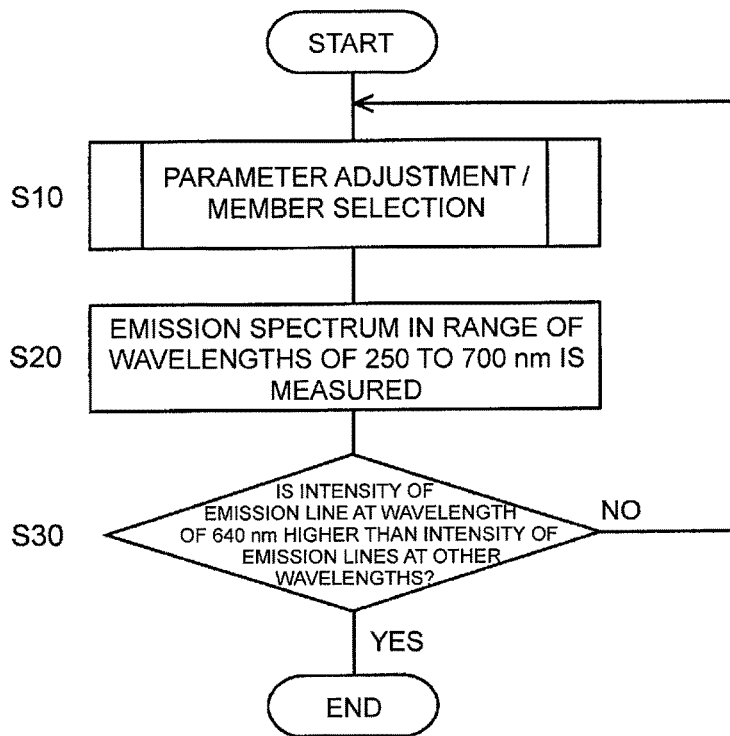 START
S10
PARAMETER ADJUSTMENT /
MEMBER SELECTION
S20
EMISSION SPECTRUM IN RANGE OF
WAVELENGTHS OF 250 TO 700 nm IS
MEASURED
S30
IS INTENSITY OF
EMISSION LINE AT WAVELENGTH
OF 640 nm HIGHER THAN INTENSITY OF
EMISSION LINES AT OTHER
WAVELENGTHS?
NO
YES
END